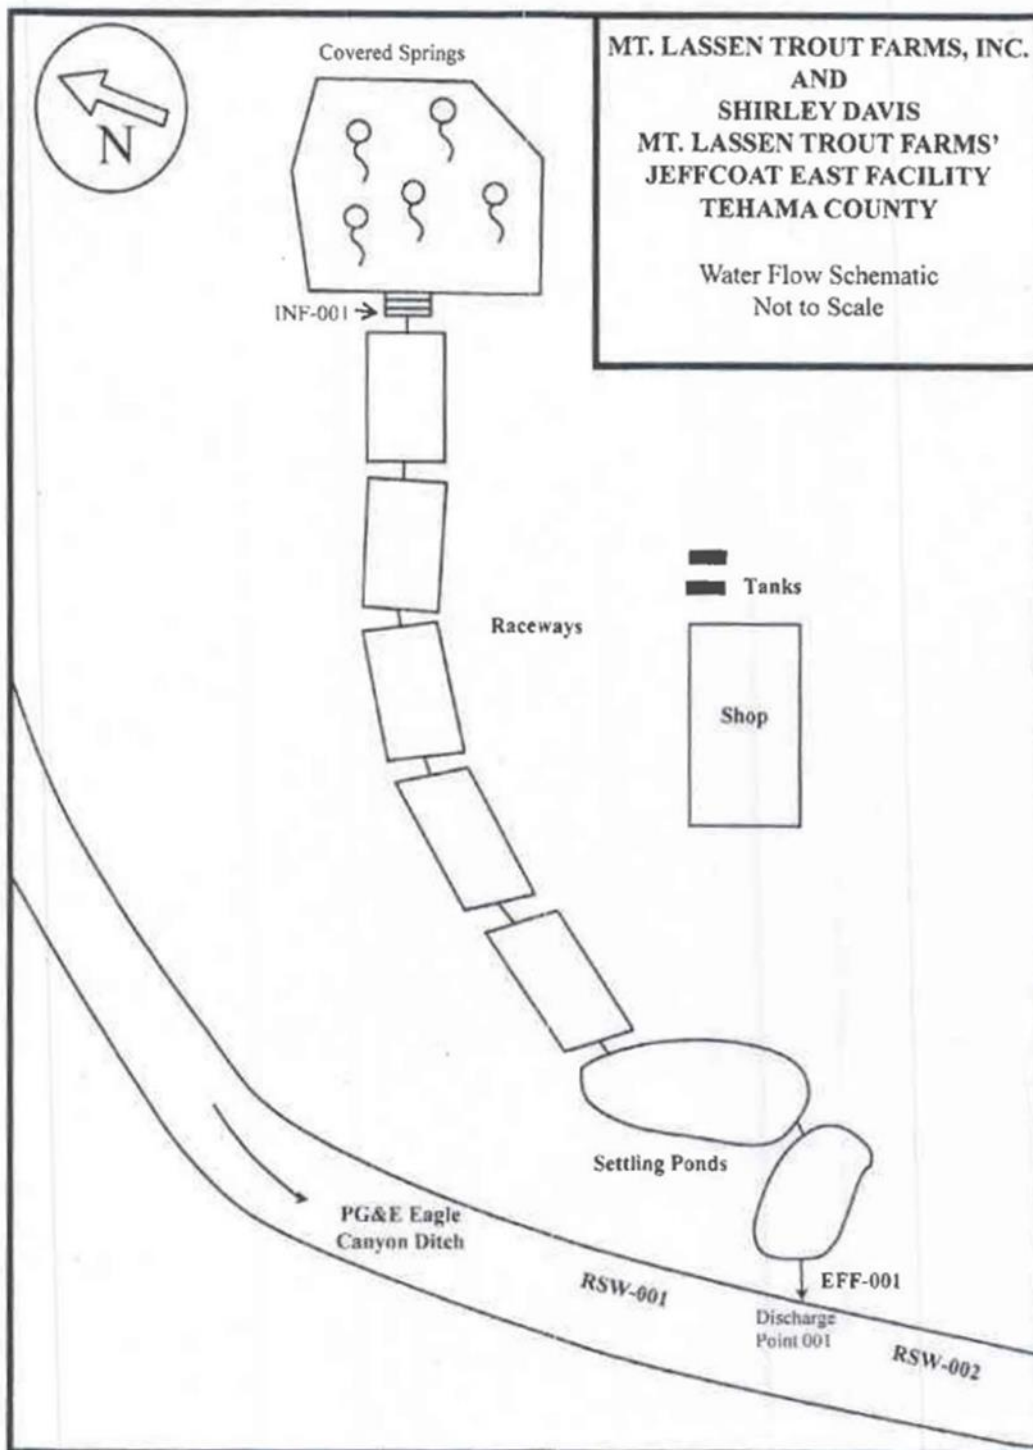 Covered Springs
N
MT. LASSEN TROUT FARMS, INC.
AND
SHIRLEY DAVIS
MT. LASSEN TROUT FARMS'
JEFFCOAT EAST FACILITY
TEHAMA COUNTY
Water Flow Schematic
Not to Scale
INF-001
Tanks
Raceways
Shop
Settling Ponds
PG&E Eagle
Canyon Ditch
RSW-001
EFF-001
Discharge
Point 001
RSW-002